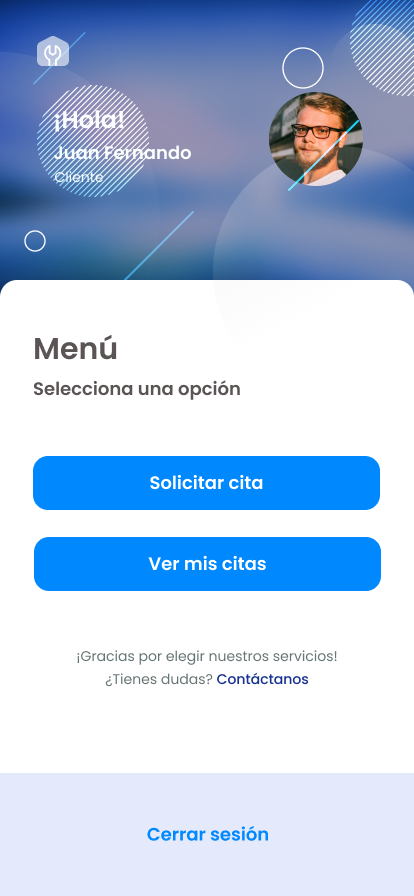 ¡Hola!
Juan Fernando
Cliente
Menú
Selecciona una opción
Solicitar cita
Ver mis citas
¡Gracias por elegir nuestros servicios!
¿Tienes dudas? Contáctanos
Cerrar sesión